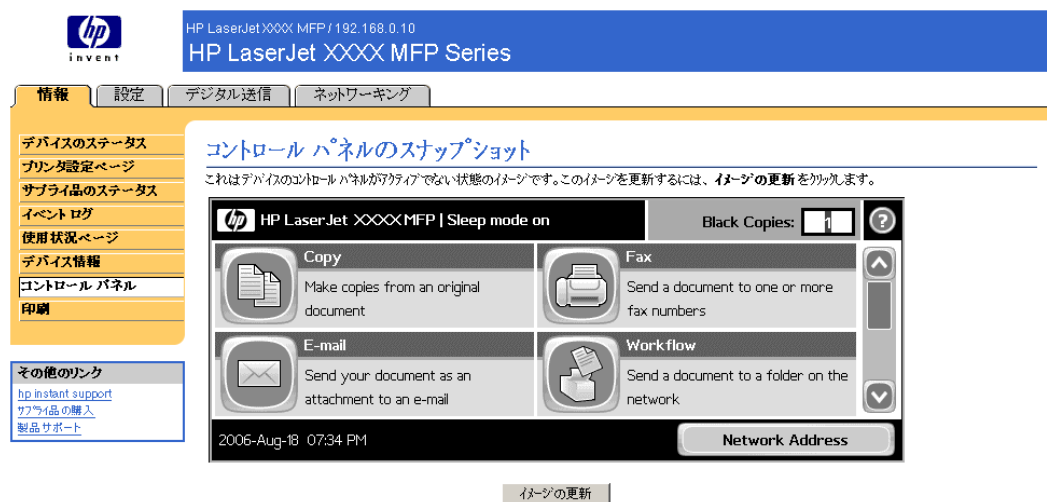 hp
invent
HP LaserJet XXXX MFP / 192.168.0.10
HP LaserJet XXXX MFP Series
情報
設定
デジタル送信
ネットワーキング
デバイスのステータス
プリンタ設定ページ
サプライ品のステータス
イベント ログ
使用状況ページ
デバイス情報
コントロール パネル
印刷
その他のリンク
hp instant support
サプライ品の購入
製品サポート
コントロール パネルのスナップショット
これはデバイスのコントロール パネルがアクティブでない状態のイメージです。このイメージを更新するには、イメージの更新 をクリックします。
hp HP LaserJet XXXX MFP | Sleep mode on
Black Copies: 1
?
Copy
Make copies from an original
document
Fax
Send a document to one or more
fax numbers
E-mail
Send your document as an
attachment to an e-mail
Workflow
Send a document to a folder on the
network
2006-Aug-18 07:34 PM
Network Address
イメージの更新